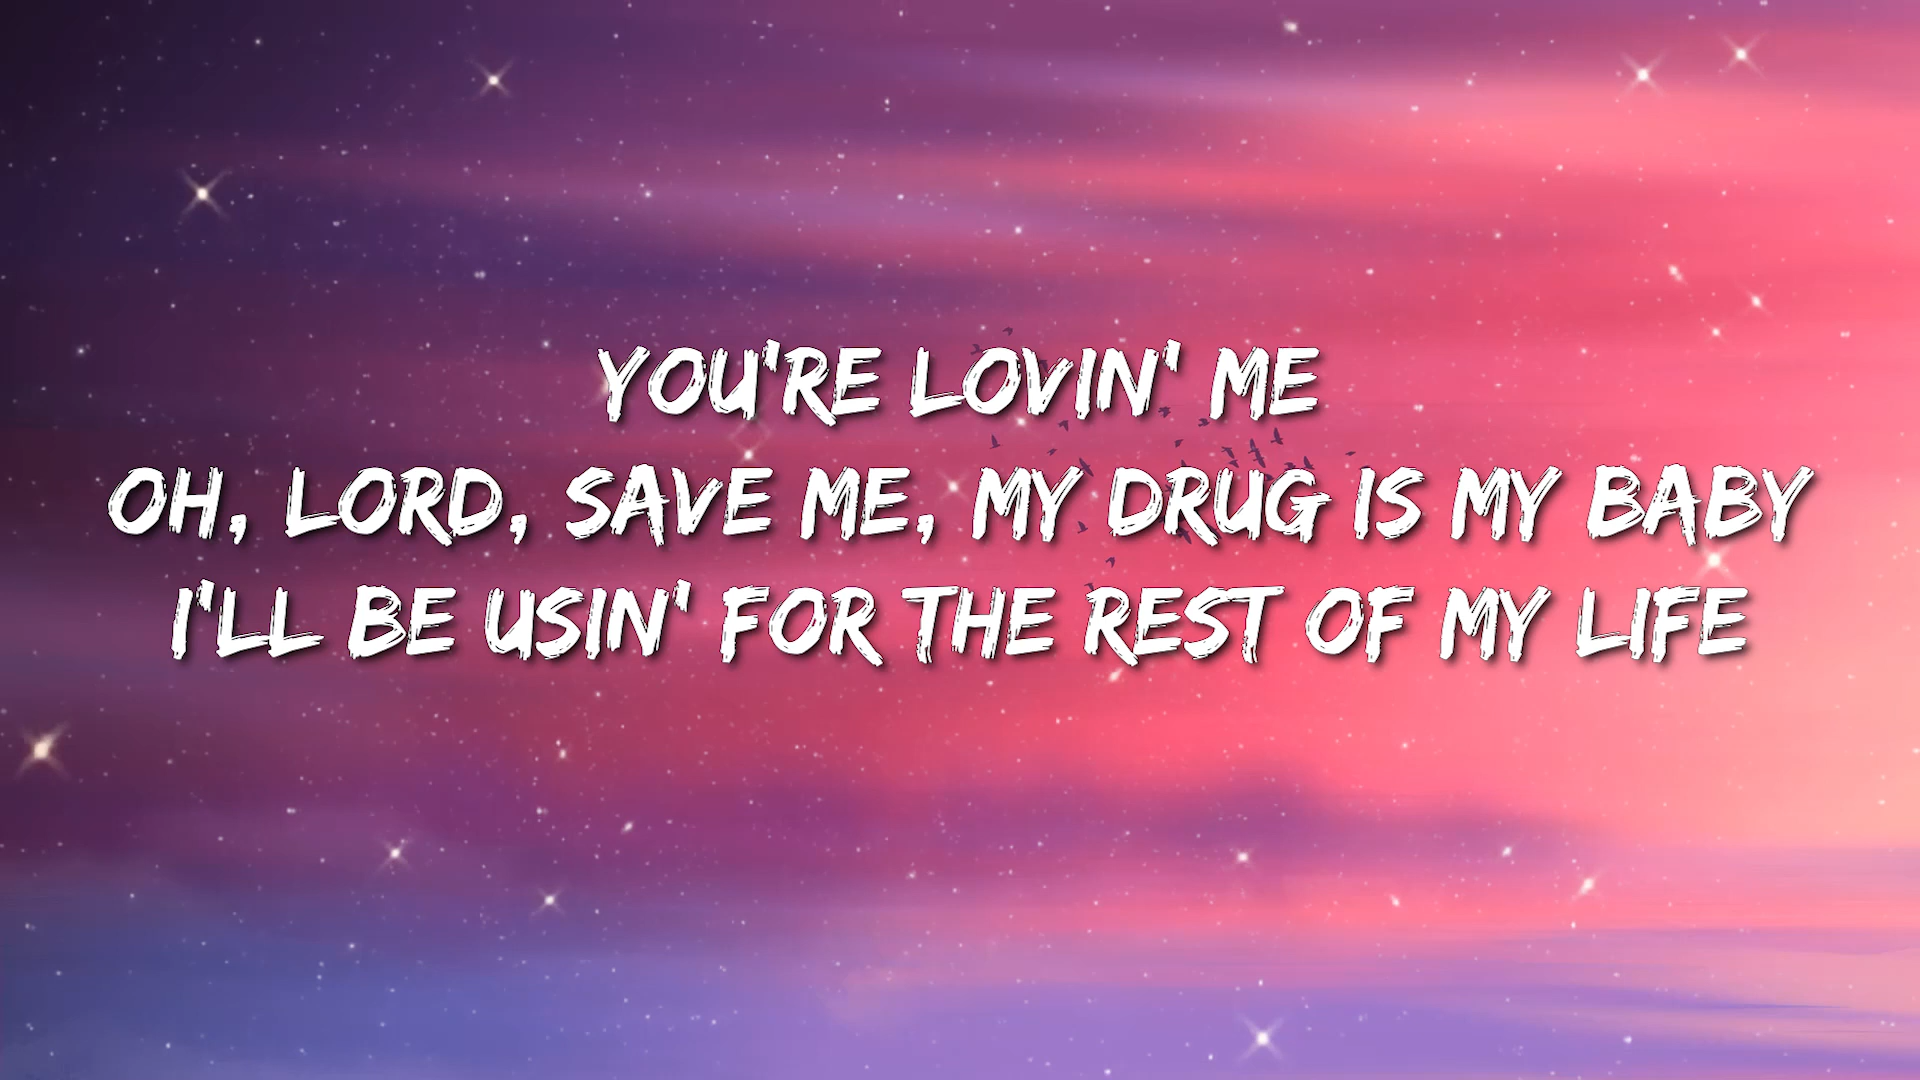 YOU'RE LOVIN' ME
OH, LORD, SAVE ME, MY DRUG IS MY BABY
I'LL BE USIN' FOR THE REST OF MY LIFE